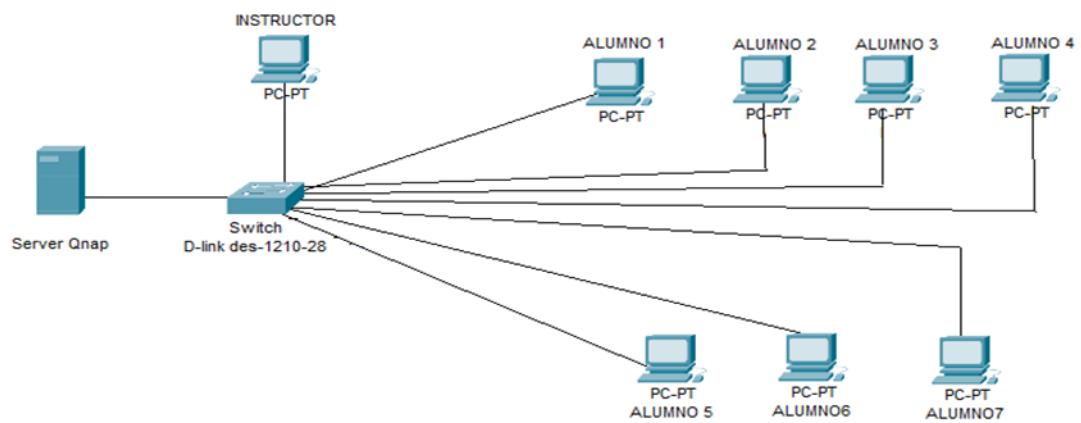 INSTRUCTOR
PC-PT
ALUMNO 1
PC-PT
ALUMNO 2
PC-PT
ALUMNO 3
PC-PT
ALUMNO 4
PC-PT
Server Qnap
Switch
D-link des-1210-28
PC-PT
ALUMNO 5
PC-PT
ALUMNO6
PC-PT
ALUMNO7